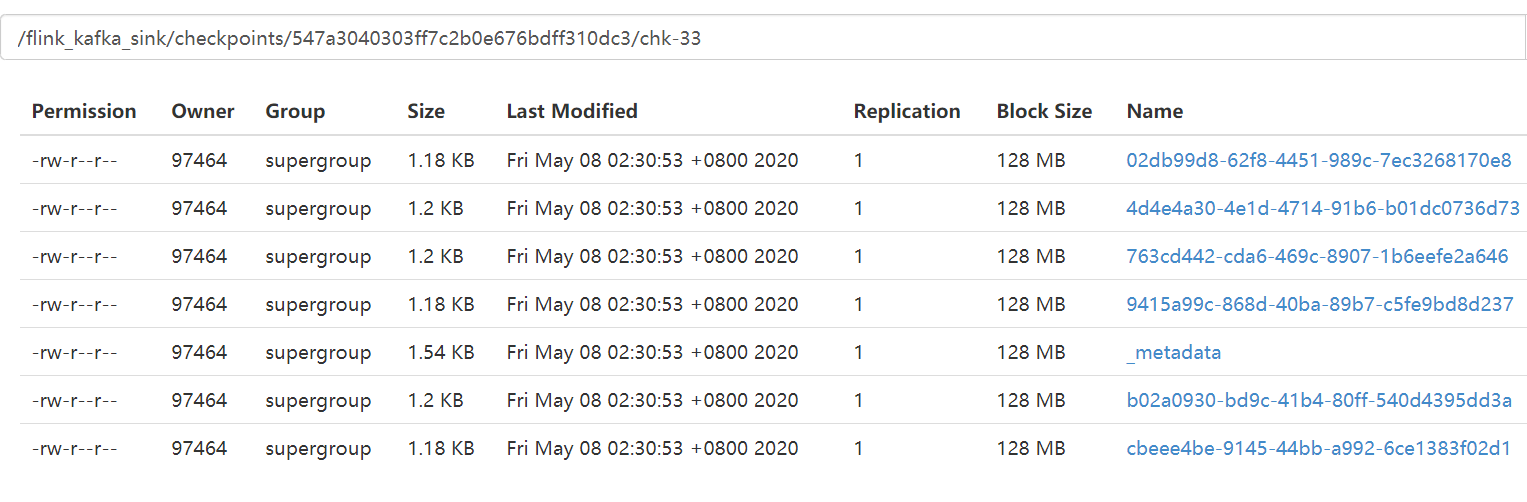 /flink_kafka_sink/checkpoints/547a3040303ff7c2b0e676bdff310dc3/chk-33
Permission Owner Group Size Last Modified Replication Block Size Name
-rw-r--r-- 97464 supergroup 1.18 KB Fri May 08 02:30:53 +0800 2020 1 128 MB 02db99d8-62f8-4451-989c-7ec3268170e8
-rw-r--r-- 97464 supergroup 1.2 KB Fri May 08 02:30:53 +0800 2020 1 128 MB 4d4e4a30-4e1d-4714-91b6-b01dc0736d73
-rw-r--r-- 97464 supergroup 1.2 KB Fri May 08 02:30:53 +0800 2020 1 128 MB 763cd442-cda6-469c-8907-1b6eefe2a646
-rw-r--r-- 97464 supergroup 1.18 KB Fri May 08 02:30:53 +0800 2020 1 128 MB 9415a99c-868d-40ba-89b7-c5fe9bd8d237
-rw-r--r-- 97464 supergroup 1.54 KB Fri May 08 02:30:53 +0800 2020 1 128 MB _metadata
-rw-r--r-- 97464 supergroup 1.2 KB Fri May 08 02:30:53 +0800 2020 1 128 MB b02a0930-bd9c-41b4-80ff-540d4395dd3a
-rw-r--r-- 97464 supergroup 1.18 KB Fri May 08 02:30:53 +0800 2020 1 128 MB cbeee4be-9145-44bb-a992-6ce1383f02d1